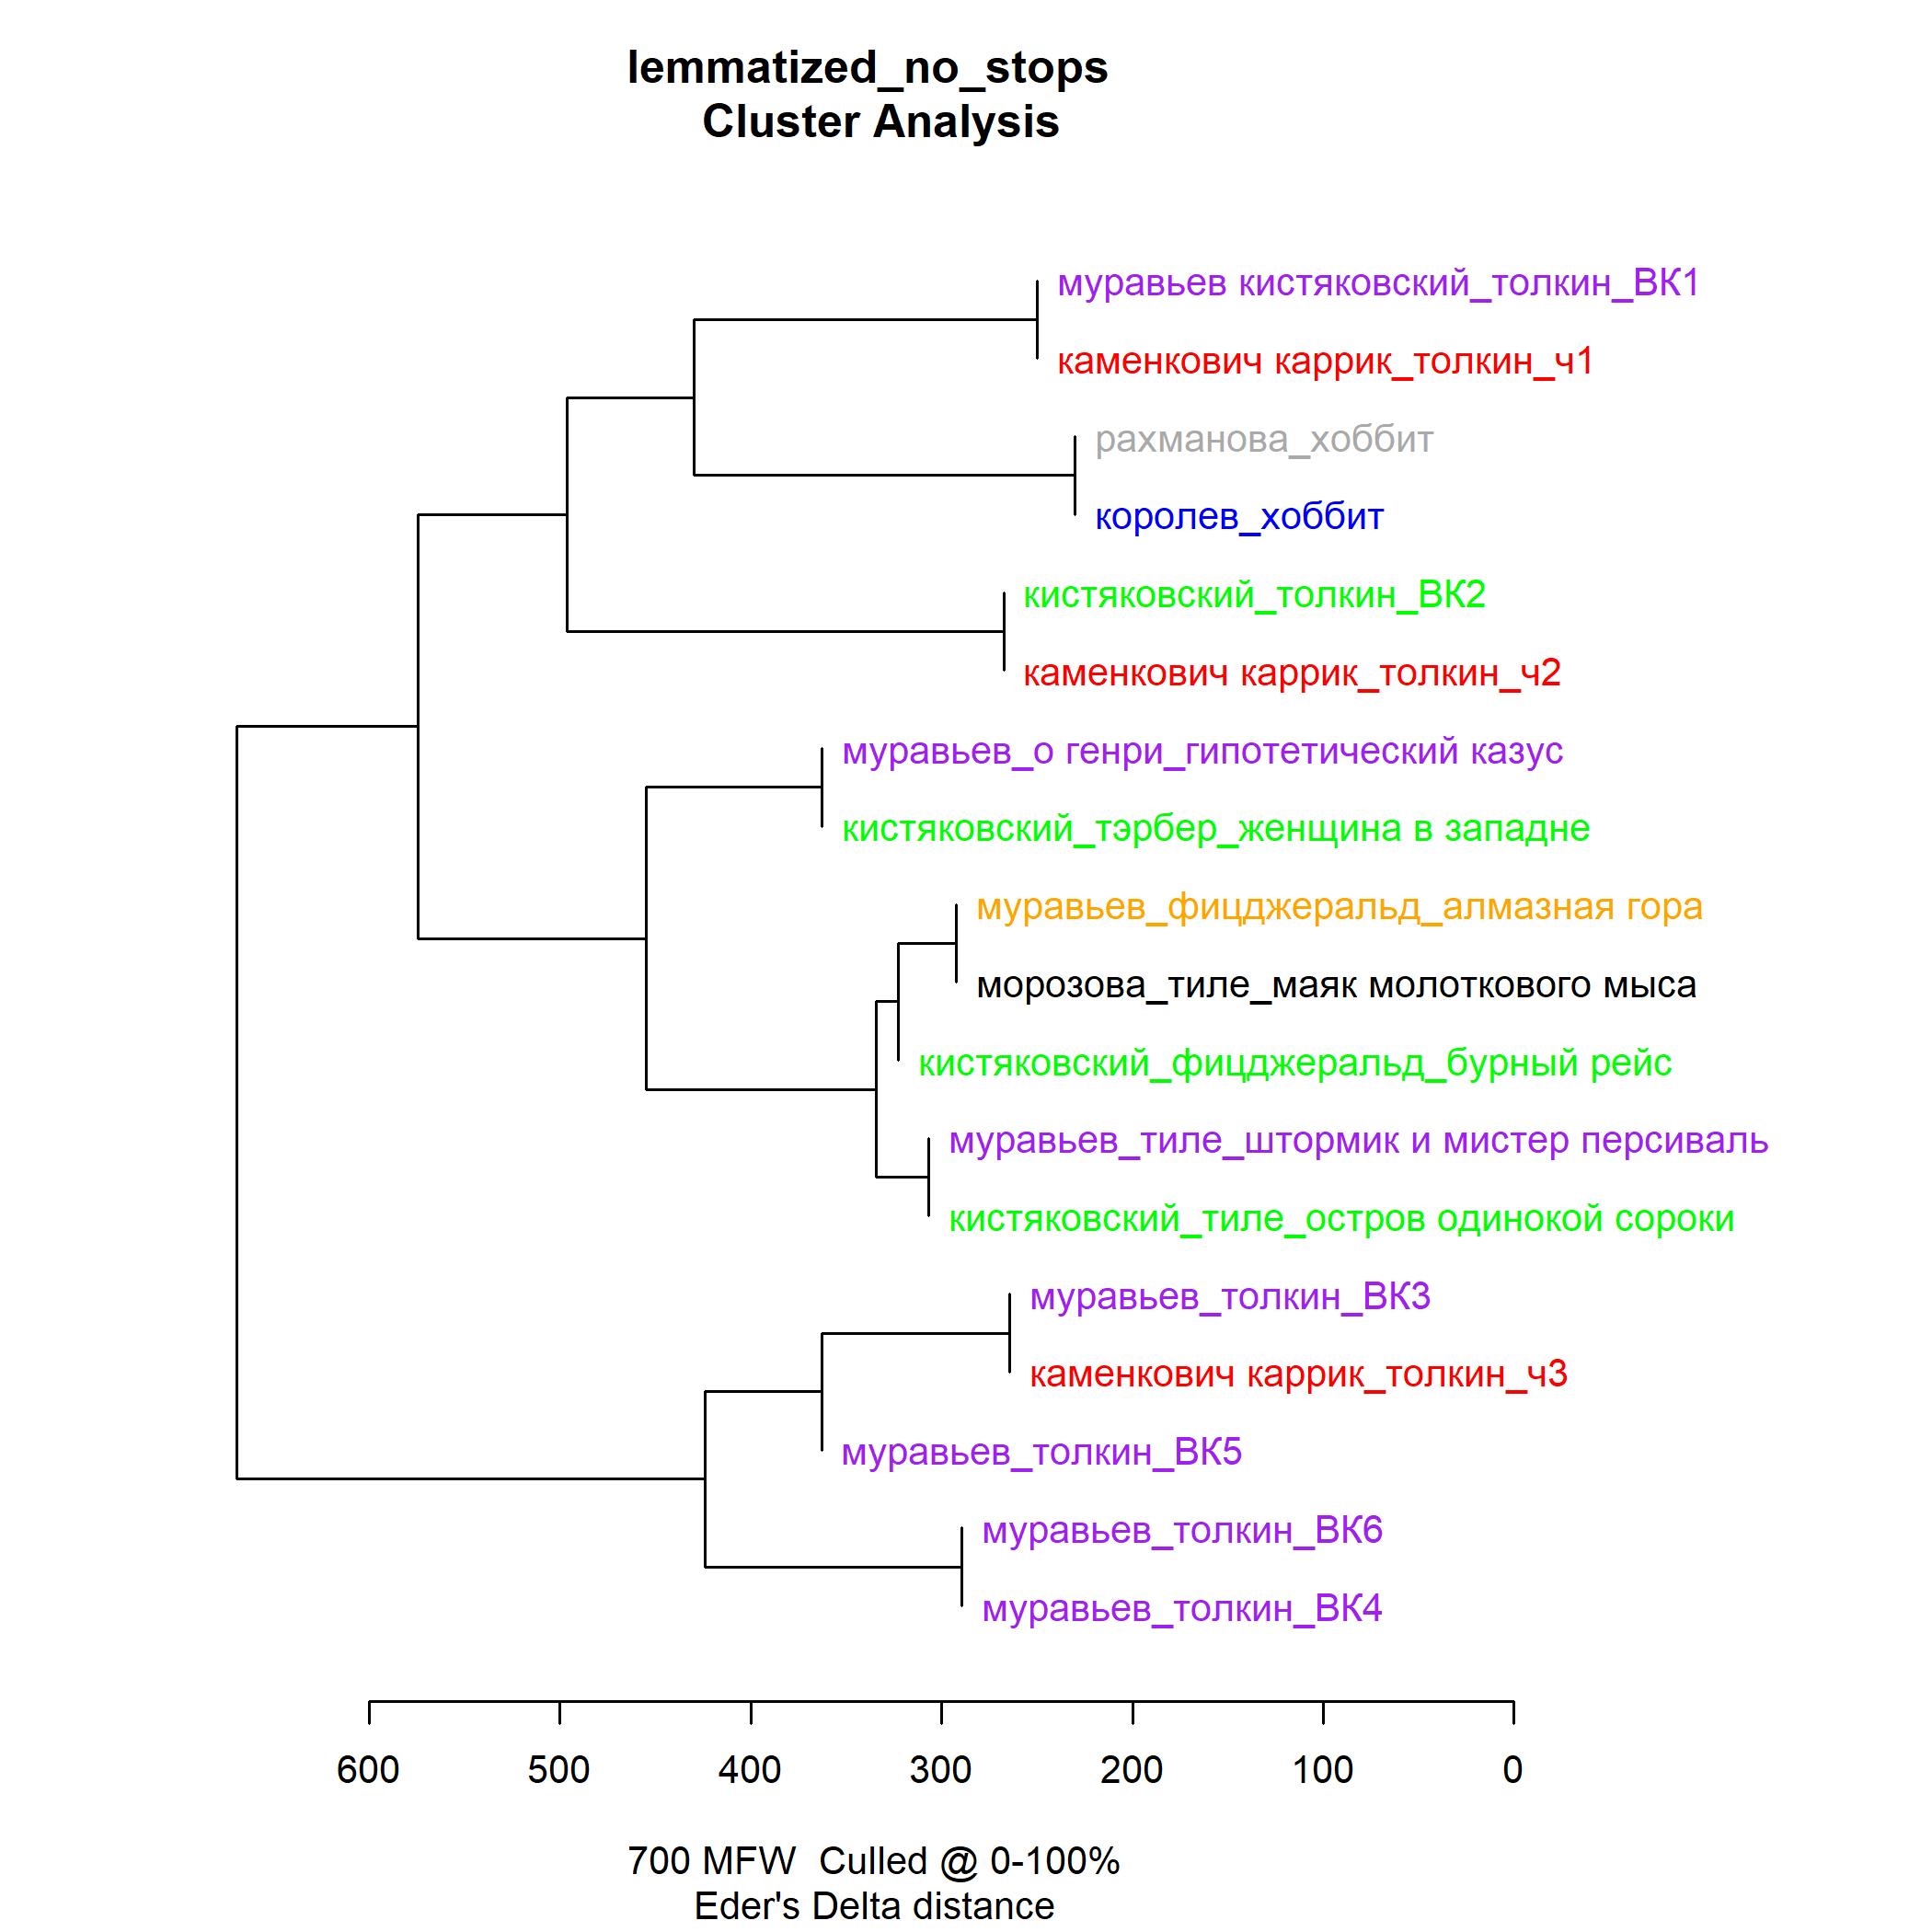 lemmatized_no_stops
Cluster Analysis
муравьев кистяковский_толкин_ВК1
каменкович каррик_толкин_ч1
рахманова_хоббит
королев_хоббит
кистяковский_толкин_ВК2
каменкович каррик_толкин_ч2
муравьев_о генри_гипотетический казус
кистяковский_тэрбер_женщина в западне
муравьев_фицджеральд_алмазная гора
морозова_тиле_маяк молоткового мыса
кистяковский_фицджеральд_бурный рейс
муравьев_тиле_штормик и мистер персиваль
кистяковский_тиле_остров одинокой сороки
муравьев_толкин_ВК3
каменкович каррик_толкин_ч3
муравьев_толкин_ВК5
муравьев_толкин_ВК6
муравьев_толкин_ВК4
600 500 400 300 200 100 0
700 MFW  Culled @ 0-100%
Eder's Delta distance